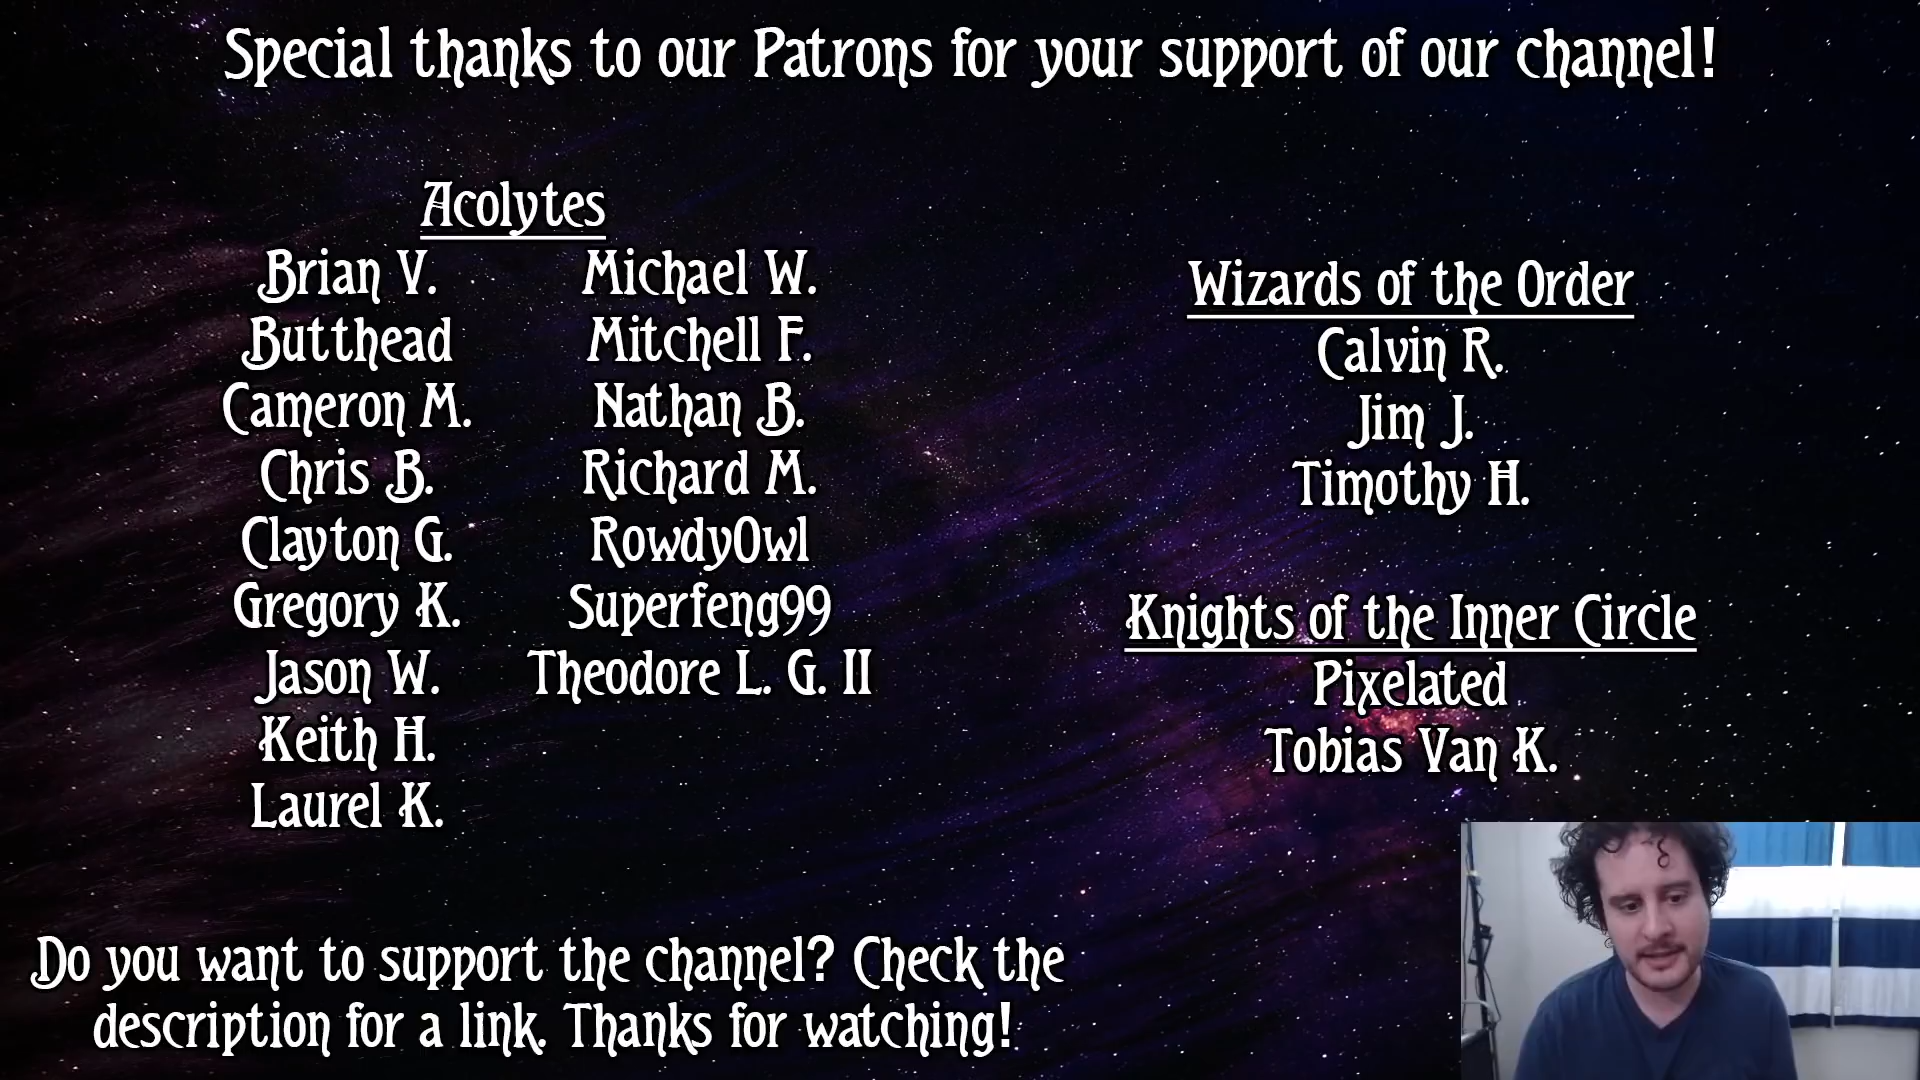 Special thanks to our Patrons for your support of our channel!
Acolytes
Brian V.
Butthead
Cameron M.
Chris B.
Clayton G.
Gregory K.
Jason W.
Keith H.
Laurel K.
Michael W.
Mitchell F.
Nathan B.
Richard M.
RowdyOwl
Superfeng99
Theodore L. G. II
Wizards of the Order
Calvin R.
Jim J.
Timothy H.
Knights of the Inner Circle
Pixelated
Tobias Van K.
Do you want to support the channel? Check the
description for a link. Thanks for watching!